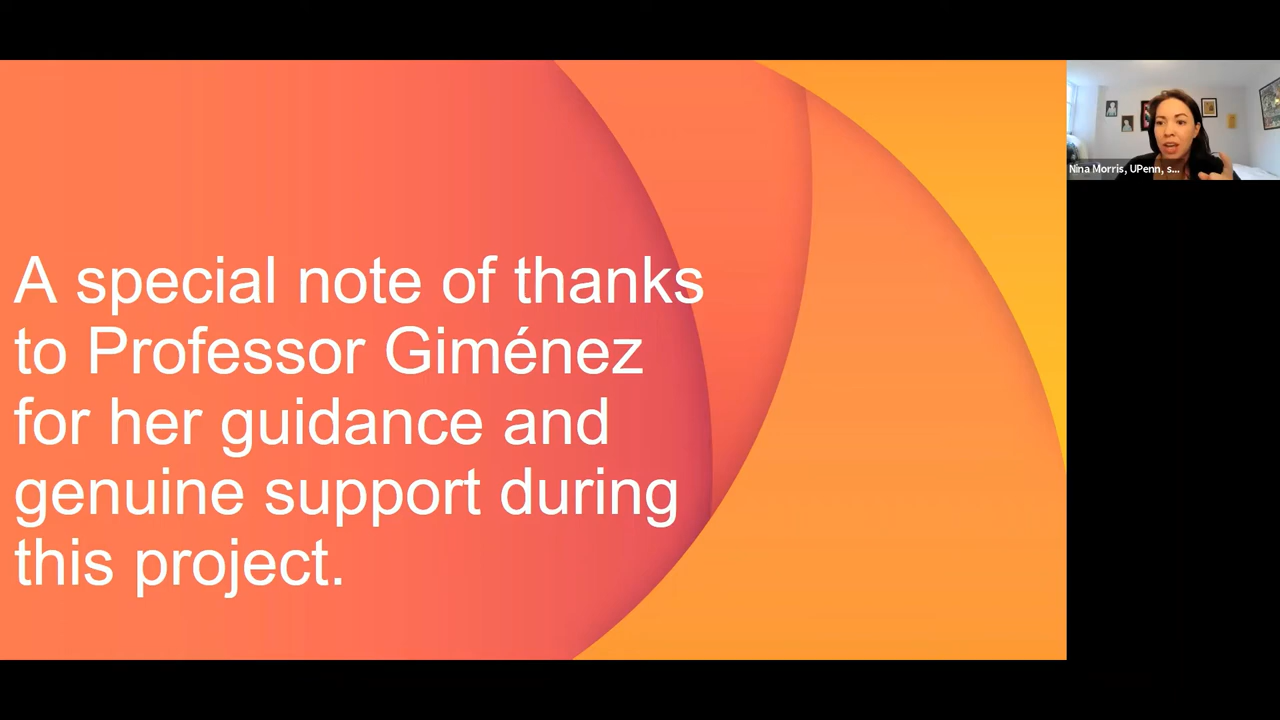 A special note of thanks
to Professor Giménez
for her guidance and
genuine support during
this project.
Nina Morris, UPenn, s...